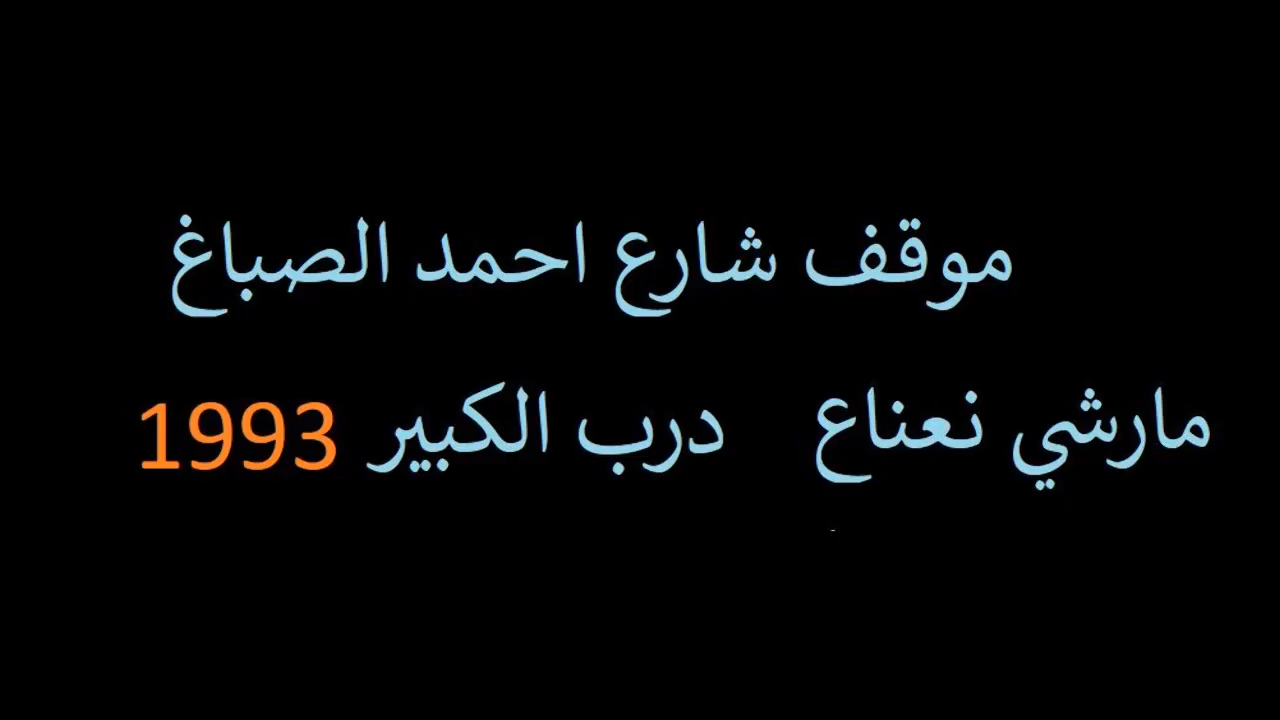 موقف شارع احمد الصباغ
مارشي نعناع درب الكبير 1993